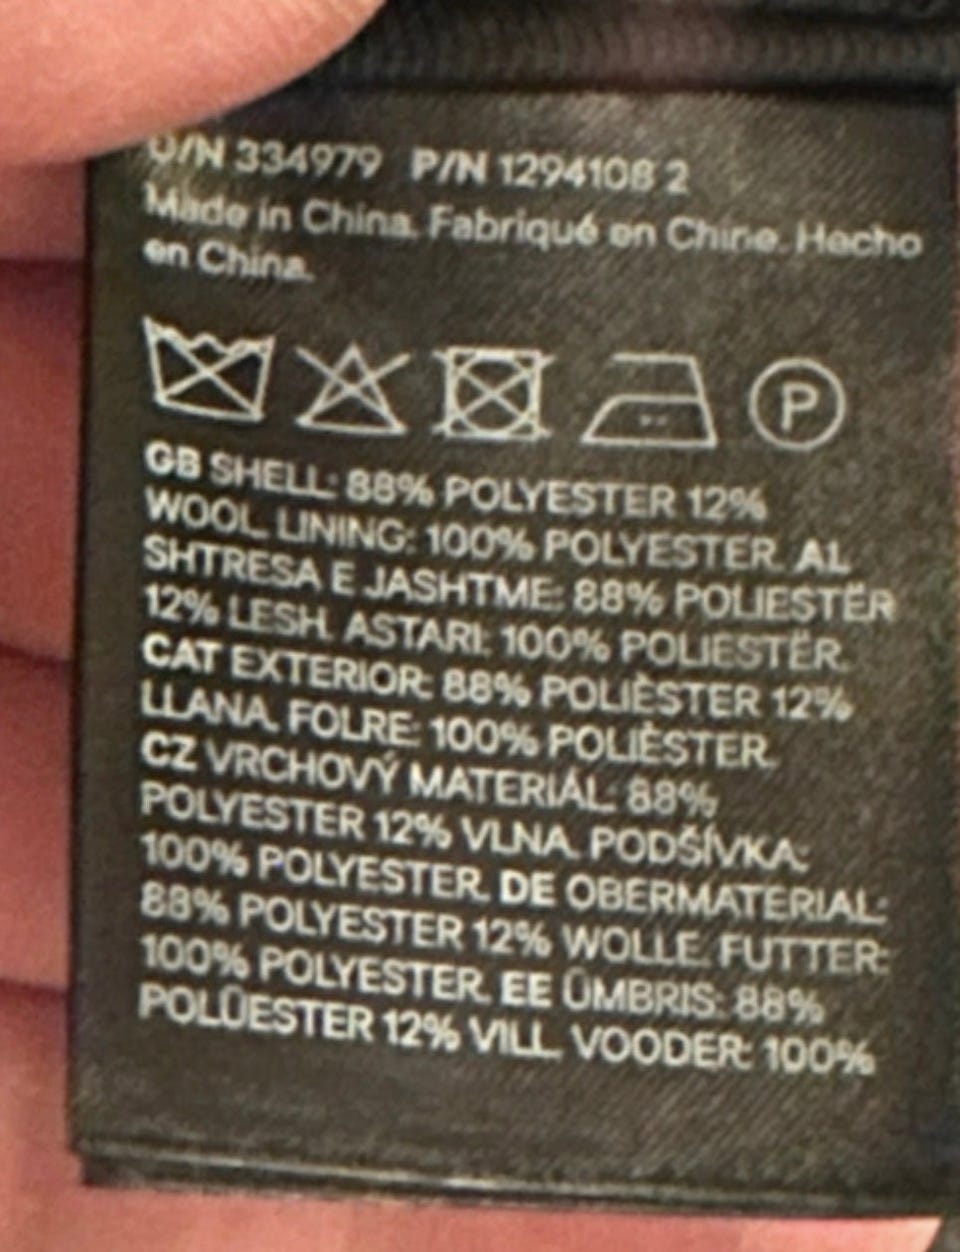 O/N 334979 P/N 1294108 2
Made in China. Fabriqué en Chine. Hecho
en China.
P
GB SHELL: 88% POLYESTER 12%
WOOL. LINING: 100% POLYESTER. AL
SHTRESA E JASHTME: 88% POLIESTËR
12% LESH. ASTARI: 100% POLIESTËR.
CAT EXTERIOR: 88% POLIÈSTER 12%
LLANA. FOLRE: 100% POLIÈSTER.
CZ VRCHOVÝ MATERIÁL: 88%
POLYESTER 12% VLNA. PODŠÍVKA:
100% POLYESTER. DE OBERMATERIAL:
88% POLYESTER 12% WOLLE. FUTTER:
100% POLYESTER. EE ÜMBRIS: 88%
POLÜESTER 12% VILL. VOODER: 100%